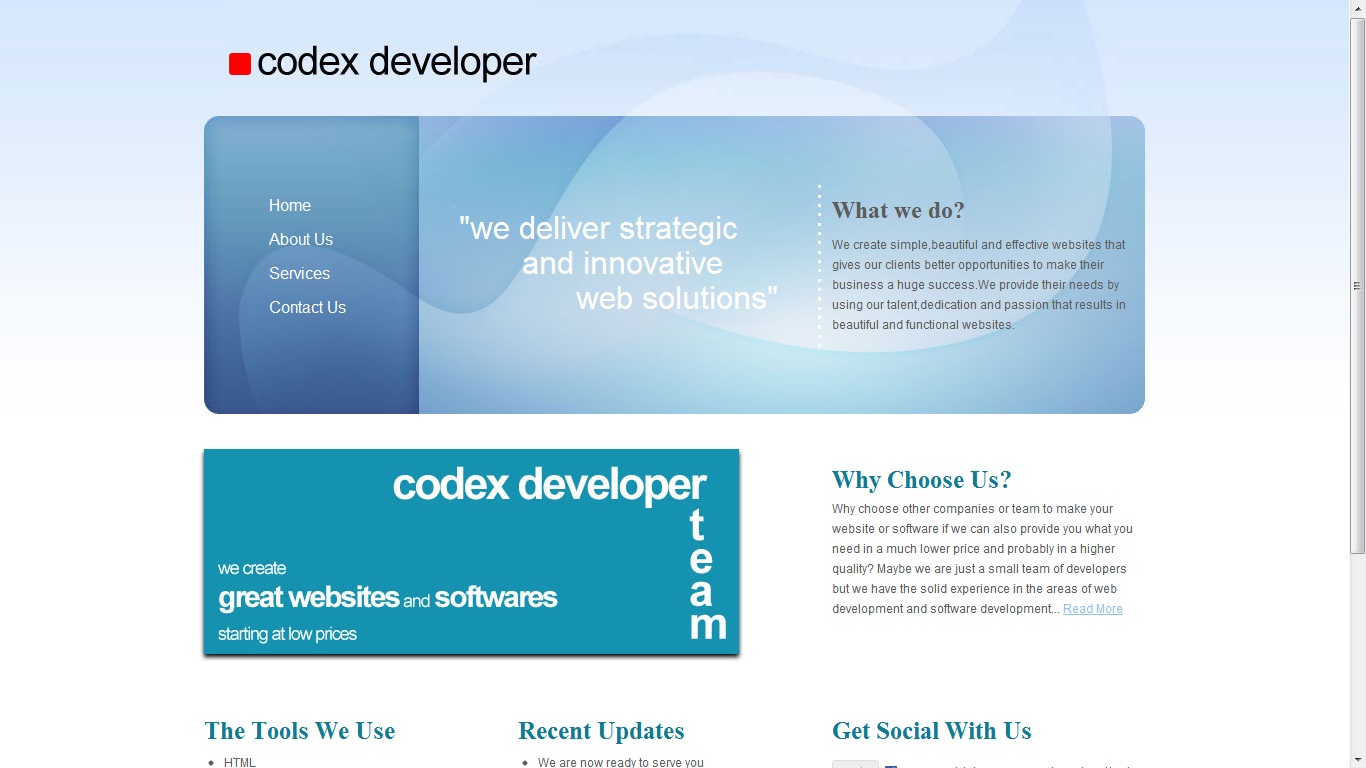 codex developer
Home
About Us
Services
Contact Us
"we deliver strategic
and innovative
web solutions"
What we do?
We create simple,beautiful and effective websites that
gives our clients better opportunities to make their
business a huge success.We provide their needs by
using our talent,dedication and passion that results in
beautiful and functional websites.
codex developer
team
we create
great websites and softwares
starting at low prices
Why Choose Us?
Why choose other companies or team to make your
website or software if we can also provide you what you
need in a much lower price and probably in a higher
quality? Maybe we are just a small team of developers
but we have the solid experience in the areas of web
development and software development... Read More
The Tools We Use
HTML
Recent Updates
We are now ready to serve you
Get Social With Us